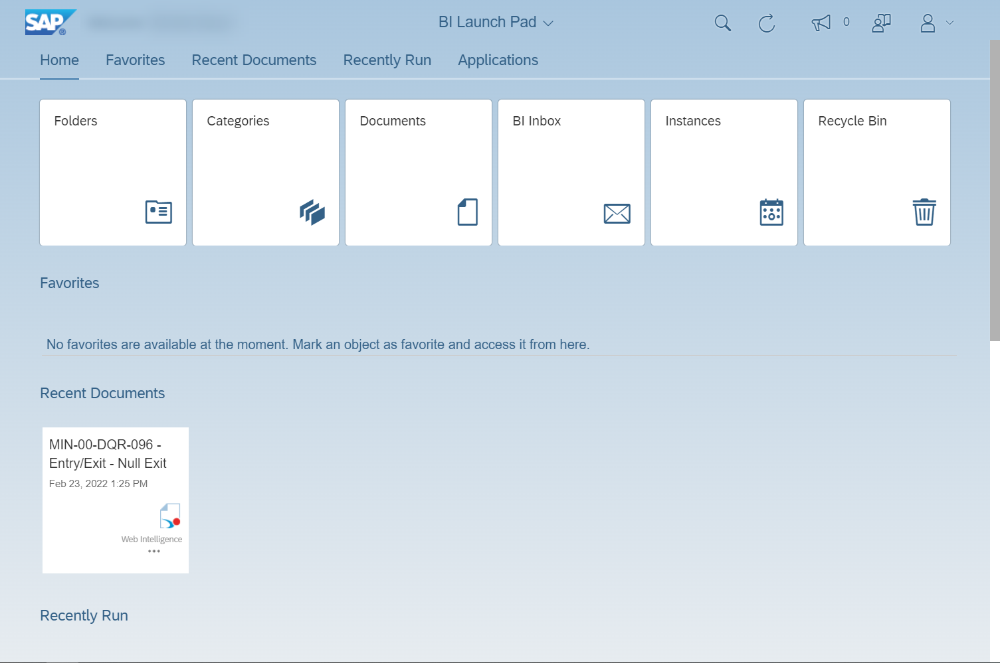 SAP ®
BI Launch Pad
0
Home Favorites Recent Documents Recently Run Applications
Folders
Categories
Documents
BI Inbox
Instances
Recycle Bin
Favorites
No favorites are available at the moment. Mark an object as favorite and access it from here.
Recent Documents
MIN-00-DQR-096 -
Entry/Exit - Null Exit
Feb 23, 2022 1:25 PM
Web Intelligence
Recently Run